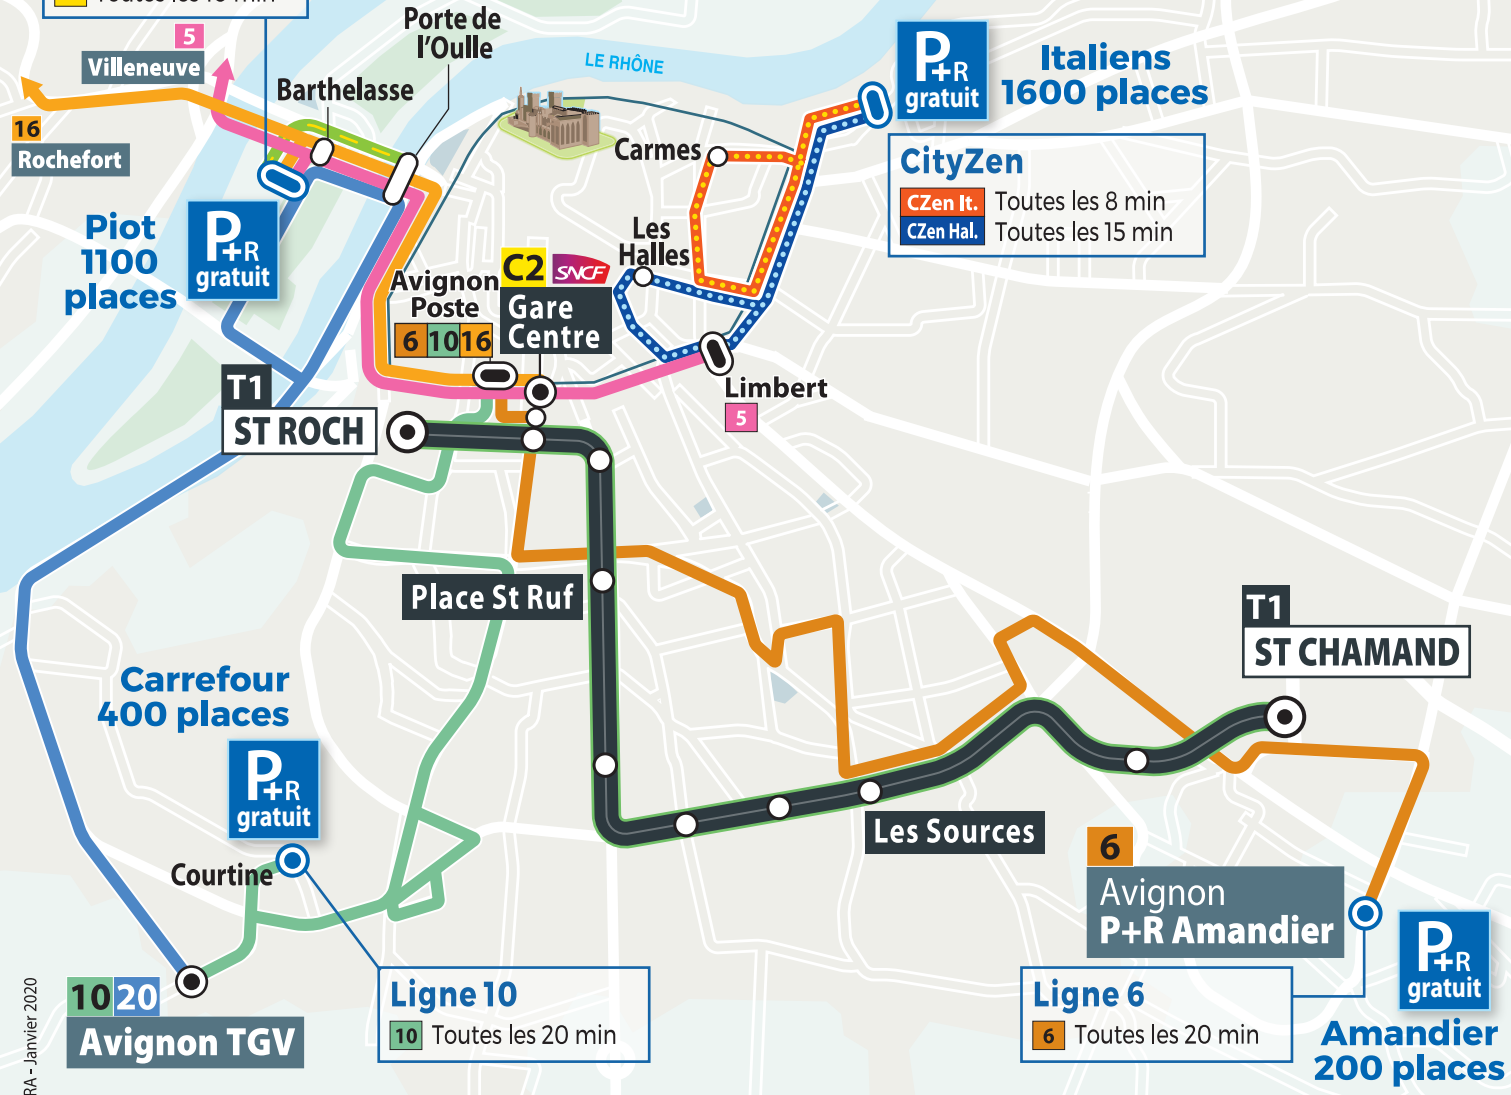 Porte de
l'Oulle
5
Villeneuve
Barthelasse
16
Rochefort
LE RHÔNE
P+R
gratuit
Italiens
1600 places
Carmes
CityZen
CZen It. Toutes les 8 min
CZen Hal. Toutes les 15 min
Piot
1100
places
P+R
gratuit
Les
Halles
Avignon
Poste
6 10 16
C2 SNCF
Gare
Centre
Limbert
5
T1
ST ROCH
Place St Ruf
T1
ST CHAMAND
Carrefour
400 places
P+R
gratuit
Courtine
Les Sources
6
Avignon
P+R Amandier
P+R
gratuit
Amandier
200 places
10 20
Avignon TGV
Ligne 10
10 Toutes les 20 min
Ligne 6
6 Toutes les 20 min
RA - Janvier 2020